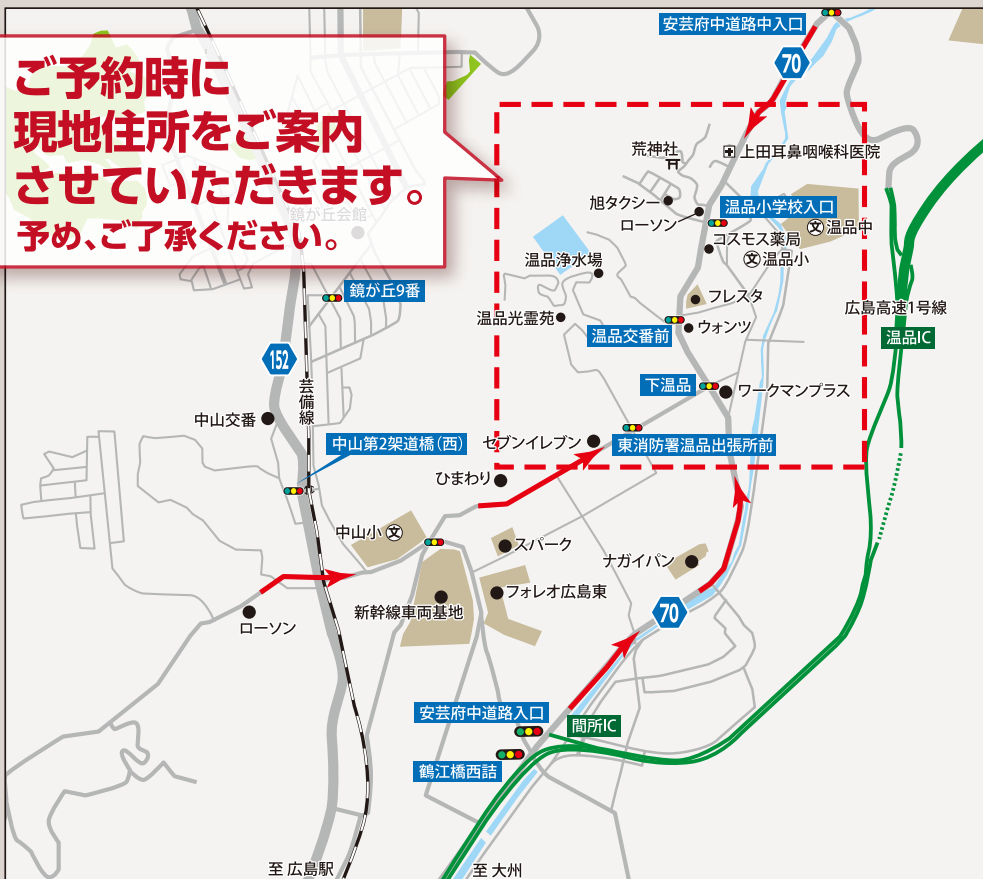 安芸府中道路中入口
70
ご予約時に
現地住所をご案内
させていただきます。
鏡が丘会館
予め、ご了承ください。
荒神社
上田耳鼻咽喉科医院
旭タクシー
ローソン
温品小学校入口
文
温品中
コスモス薬局
文
温品小
温品浄水場
鏡が丘9番
フレスタ
広島高速1号線
温品光霊苑
ウォンツ
温品交番前
温品IC
152
芸備線
下温品
ワークマンプラス
中山交番
中山第2架道橋(西)
セブンイレブン
東消防署温品出張所前
ひまわり
中山小
文
スパーク
ナガイパン
フォレオ広島東
新幹線車両基地
70
ローソン
安芸府中道路入口
間所IC
鶴江橋西詰
至 広島駅
至 大州